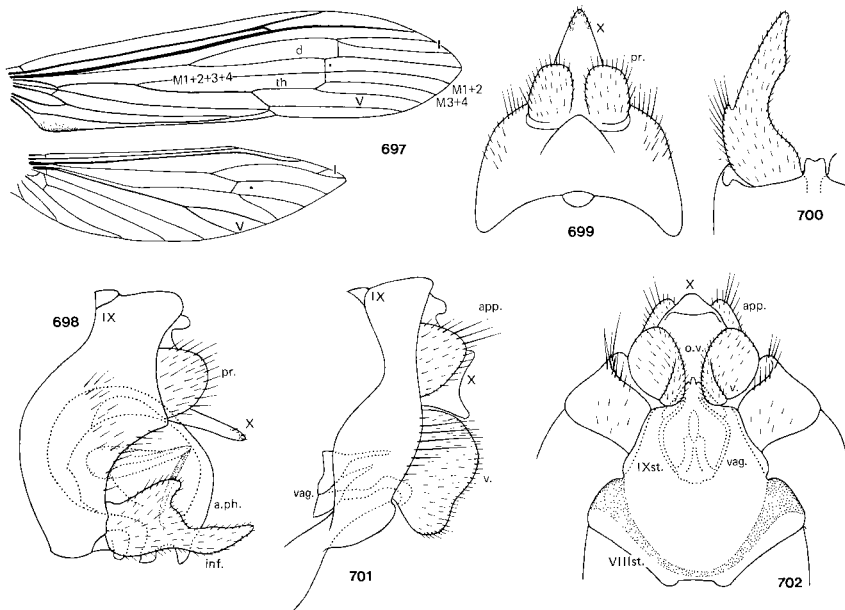 d
I
M1+2+3+4
th
M1+2
M3+4
V
697
I
V
X
pr.
699
700
698
IX
pr.
X
a.ph.
inf.
IX
app.
X
vag.
v.
701
X
app.
o.v.
v.
IXst.
vag.
VIIIst.
702